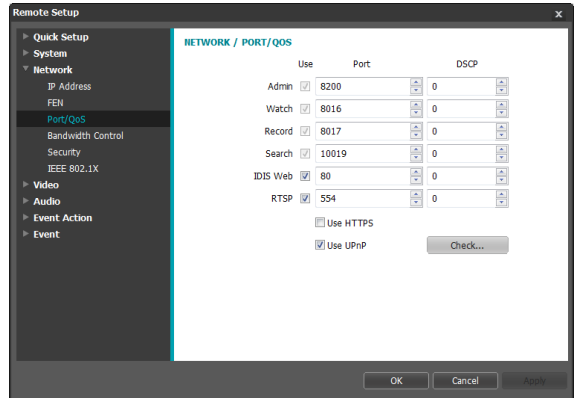 Remote Setup x
Quick Setup
System
Network
IP Address
FEN
Port/QoS
Bandwidth Control
Security
IEEE 802.1X
Video
Audio
Event Action
Event
NETWORK / PORT/QOS
Use Port DSCP
Admin 8200 0
Watch 8016 0
Record 8017 0
Search 10019 0
IDIS Web 80 0
RTSP 554 0
Use HTTPS
Use UPnP Check...
OK Cancel Apply